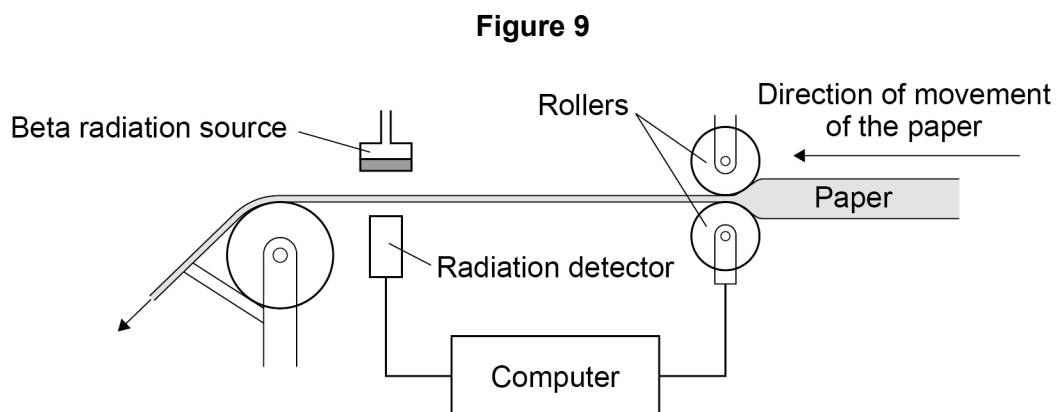 Figure 9
Beta radiation source
Rollers
Direction of movement
of the paper
Paper
Radiation detector
Computer